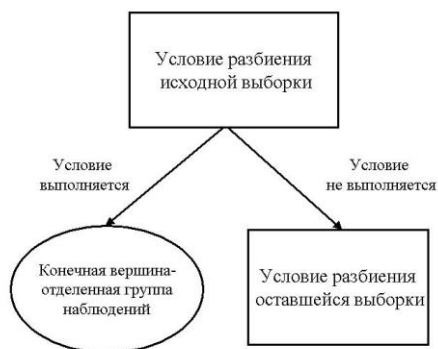 Условие разбиения
исходной выборки
Условие
выполняется
Условие
не выполняется
Конечная вершина-
отделенная группа
наблюдений
Условие разбиения
оставшейся выборки